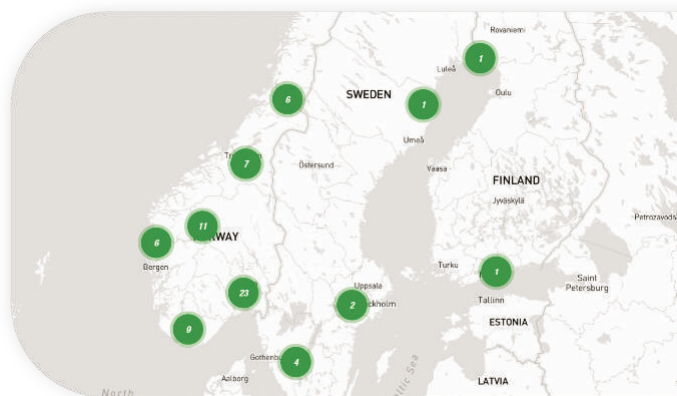 Rovaniemi
1
Luleå
SWEDEN
6
1
Oulu
Umeå
7
Östersund
Vaasa
FINLAND
Jyväskylä
11
6
Bergen
Turku
1
Saint
Petersburg
Uppsala
23
2
Tallinn
ESTONIA
9
4
Aalborg
LATVIA
North